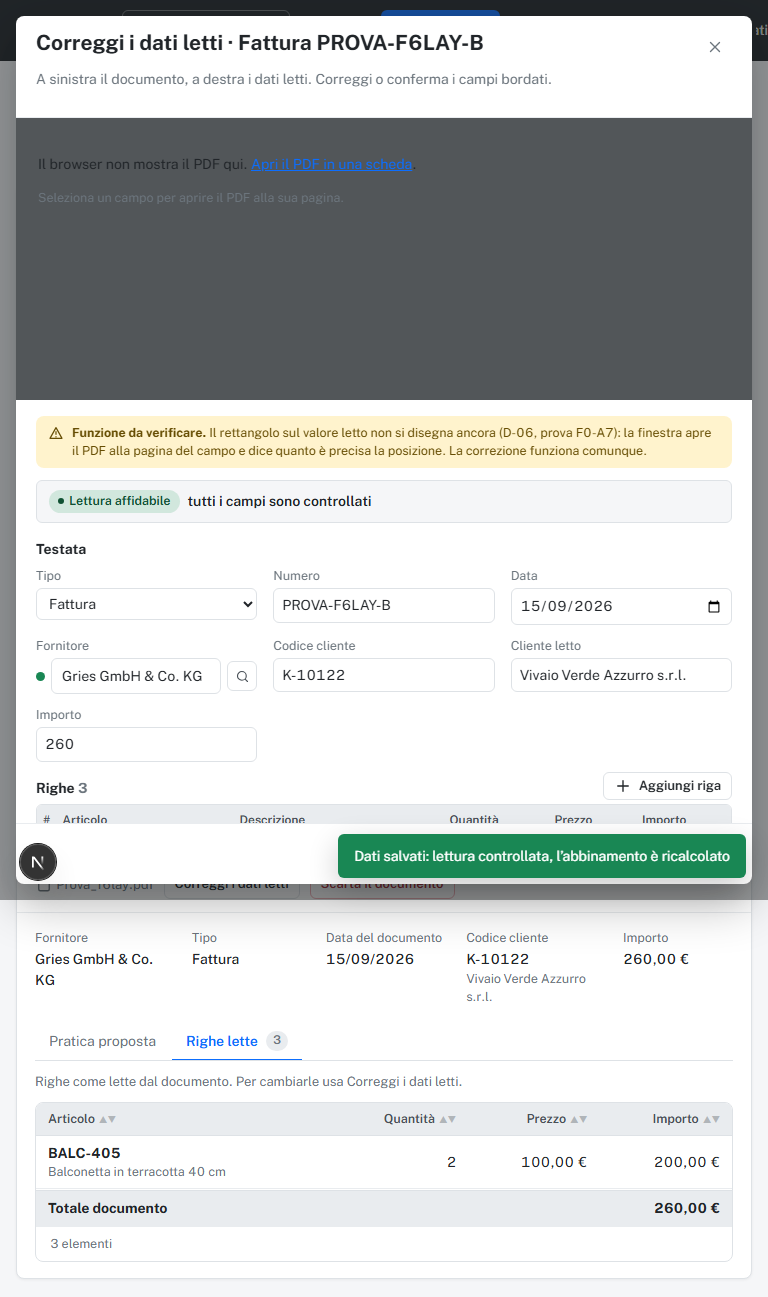 Correggi i dati letti · Fattura PROVA-F6LAY-B
A sinistra il documento, a destra i dati letti. Correggi o conferma i campi bordati.
Il browser non mostra il PDF qui. Apri il PDF in una scheda.
Seleziona un campo per aprire il PDF alla sua pagina.
Funzione da verificare. Il rettangolo sul valore letto non si disegna ancora (D-06, prova F0-A7): la finestra apre
il PDF alla pagina del campo e dice quanto è precisa la posizione. La correzione funziona comunque.
Lettura affidabile tutti i campi sono controllati
Testata
Tipo Numero Data
Fattura PROVA-F6LAY-B 15/09/2026
Fornitore Codice cliente Cliente letto
Gries GmbH & Co. KG K-10122 Vivaio Verde Azzurro s.r.l.
Importo
260
Righe 3 Aggiungi riga
# Articolo Descrizione Quantità Prezzo Importo
N Dati salvati: lettura controllata, l'abbinamento è ricalcolato
Prova_f6lay.pdf Correggi i dati letti Scarta il documento
Fornitore Tipo Data del documento Codice cliente Importo
Gries GmbH & Co. Fattura 15/09/2026 K-10122 260,00 €
KG Vivaio Verde Azzurro
s.r.l.
Pratica proposta Righe lette 3
Righe come lette dal documento. Per cambiarle usa Correggi i dati letti.
Articolo Quantità Prezzo Importo
BALC-405
Balconetta in terracotta 40 cm 2 100,00 € 200,00 €
Totale documento 260,00 €
3 elementi